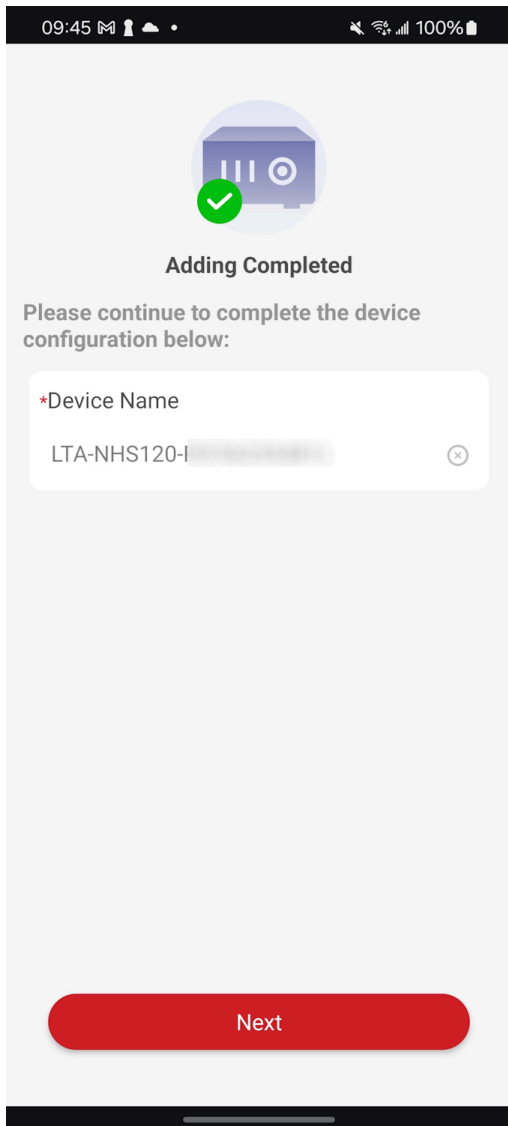 09:45
100%
Adding Completed
Please continue to complete the device
configuration below:
*Device Name
LTA-NHS120-
Next